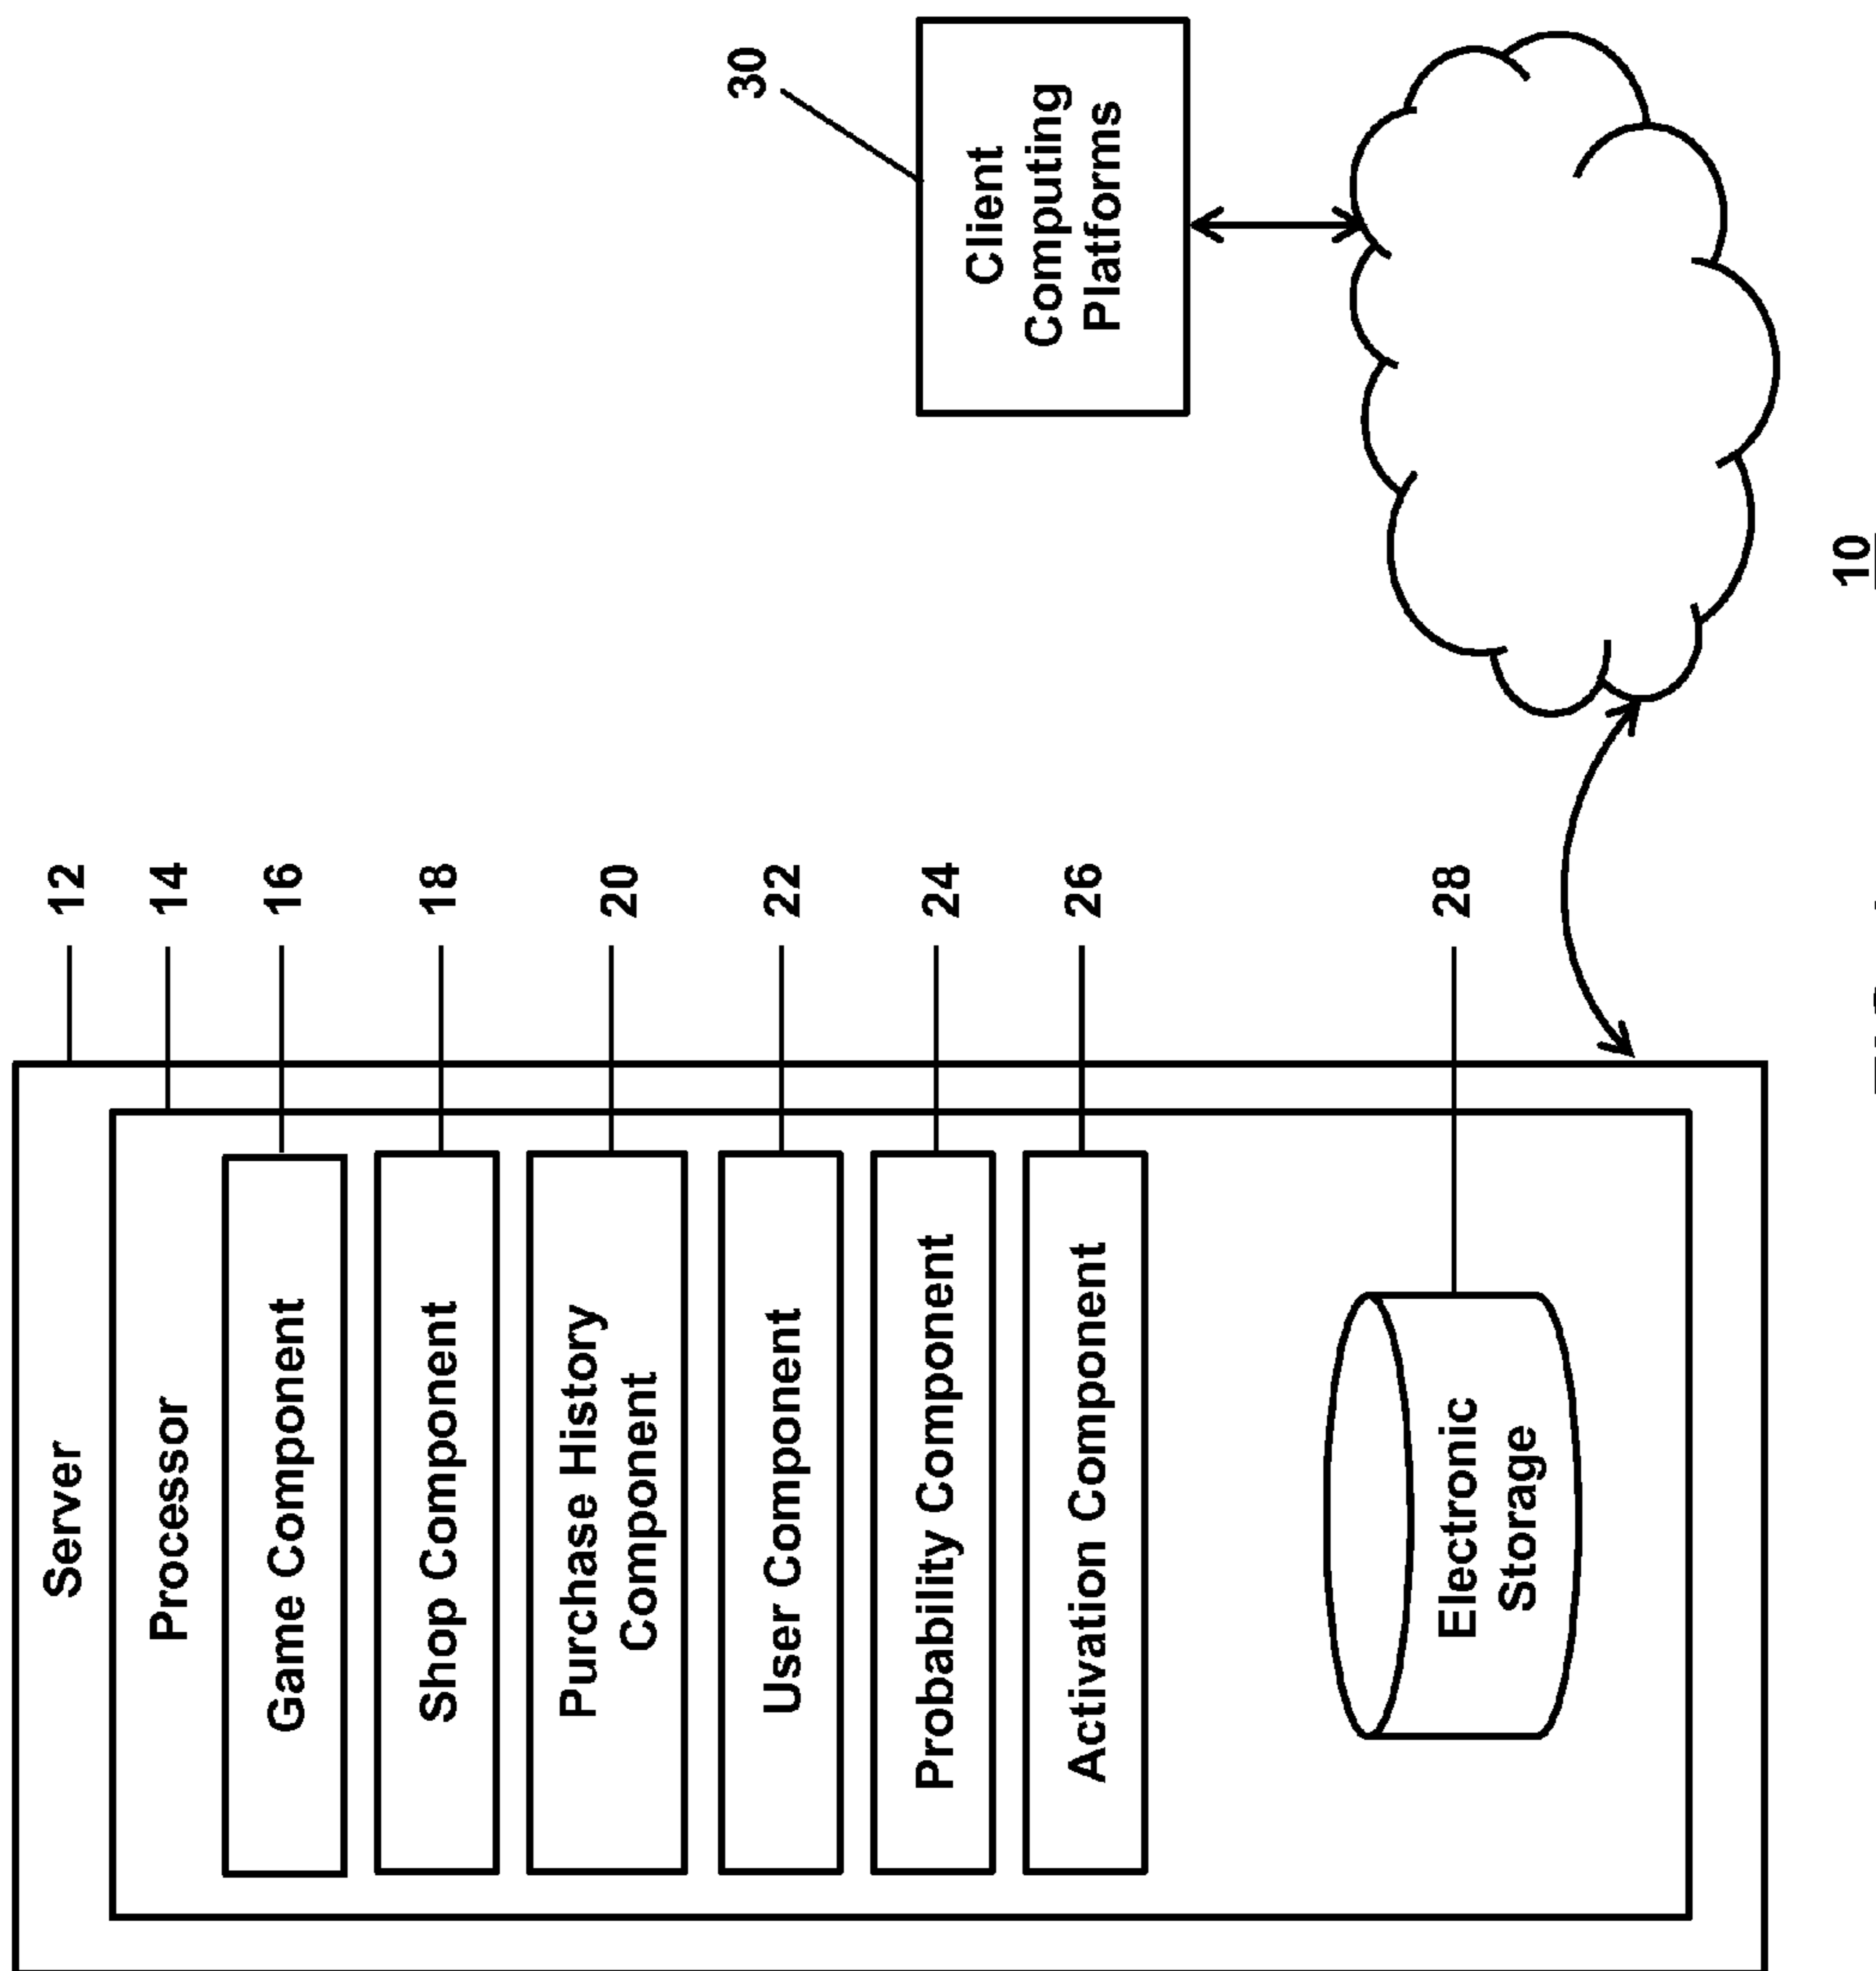 Server
12
Processor
14
Game Component
16
Shop Component
18
Purchase History
Component
20
User Component
22
Probability Component
24
Activation Component
26
Electronic
Storage
28
30
Client
Computing
Platforms
10